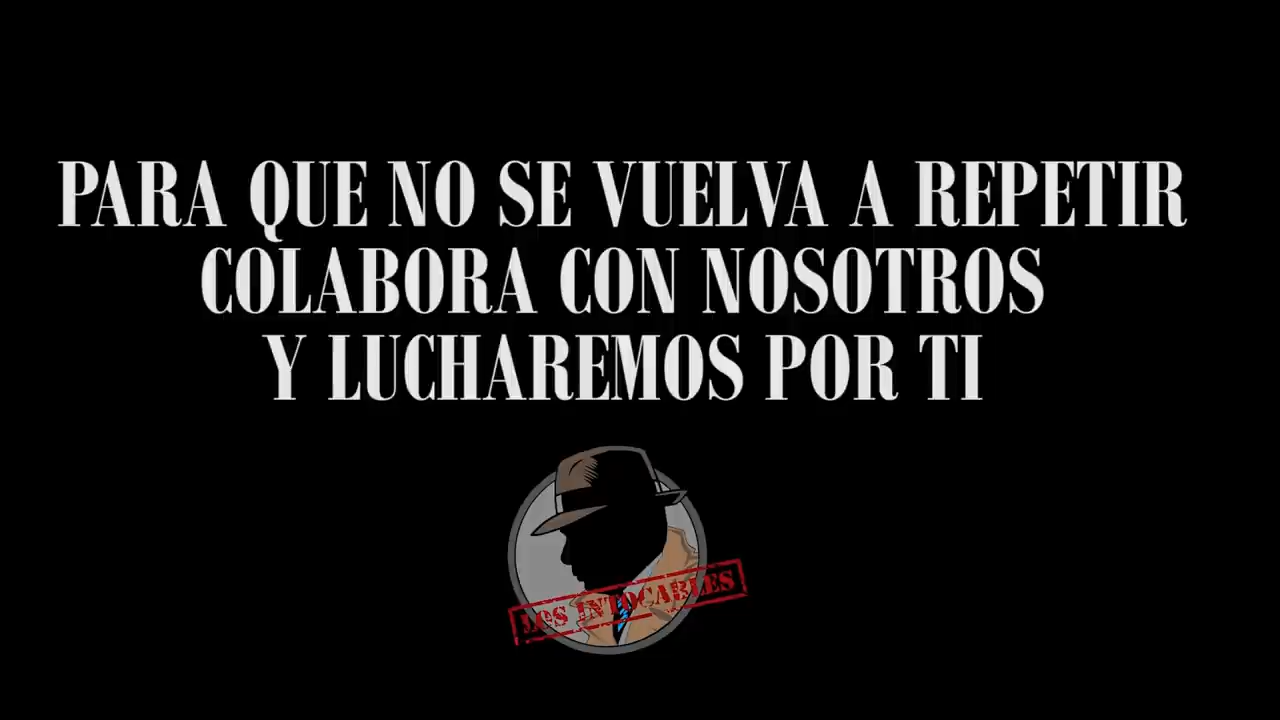 PARA QUE NO SE VUELVA A REPETIR
COLABORA CON NOSOTROS
Y LUCHAREMOS POR TI
LOS INTOCABLES